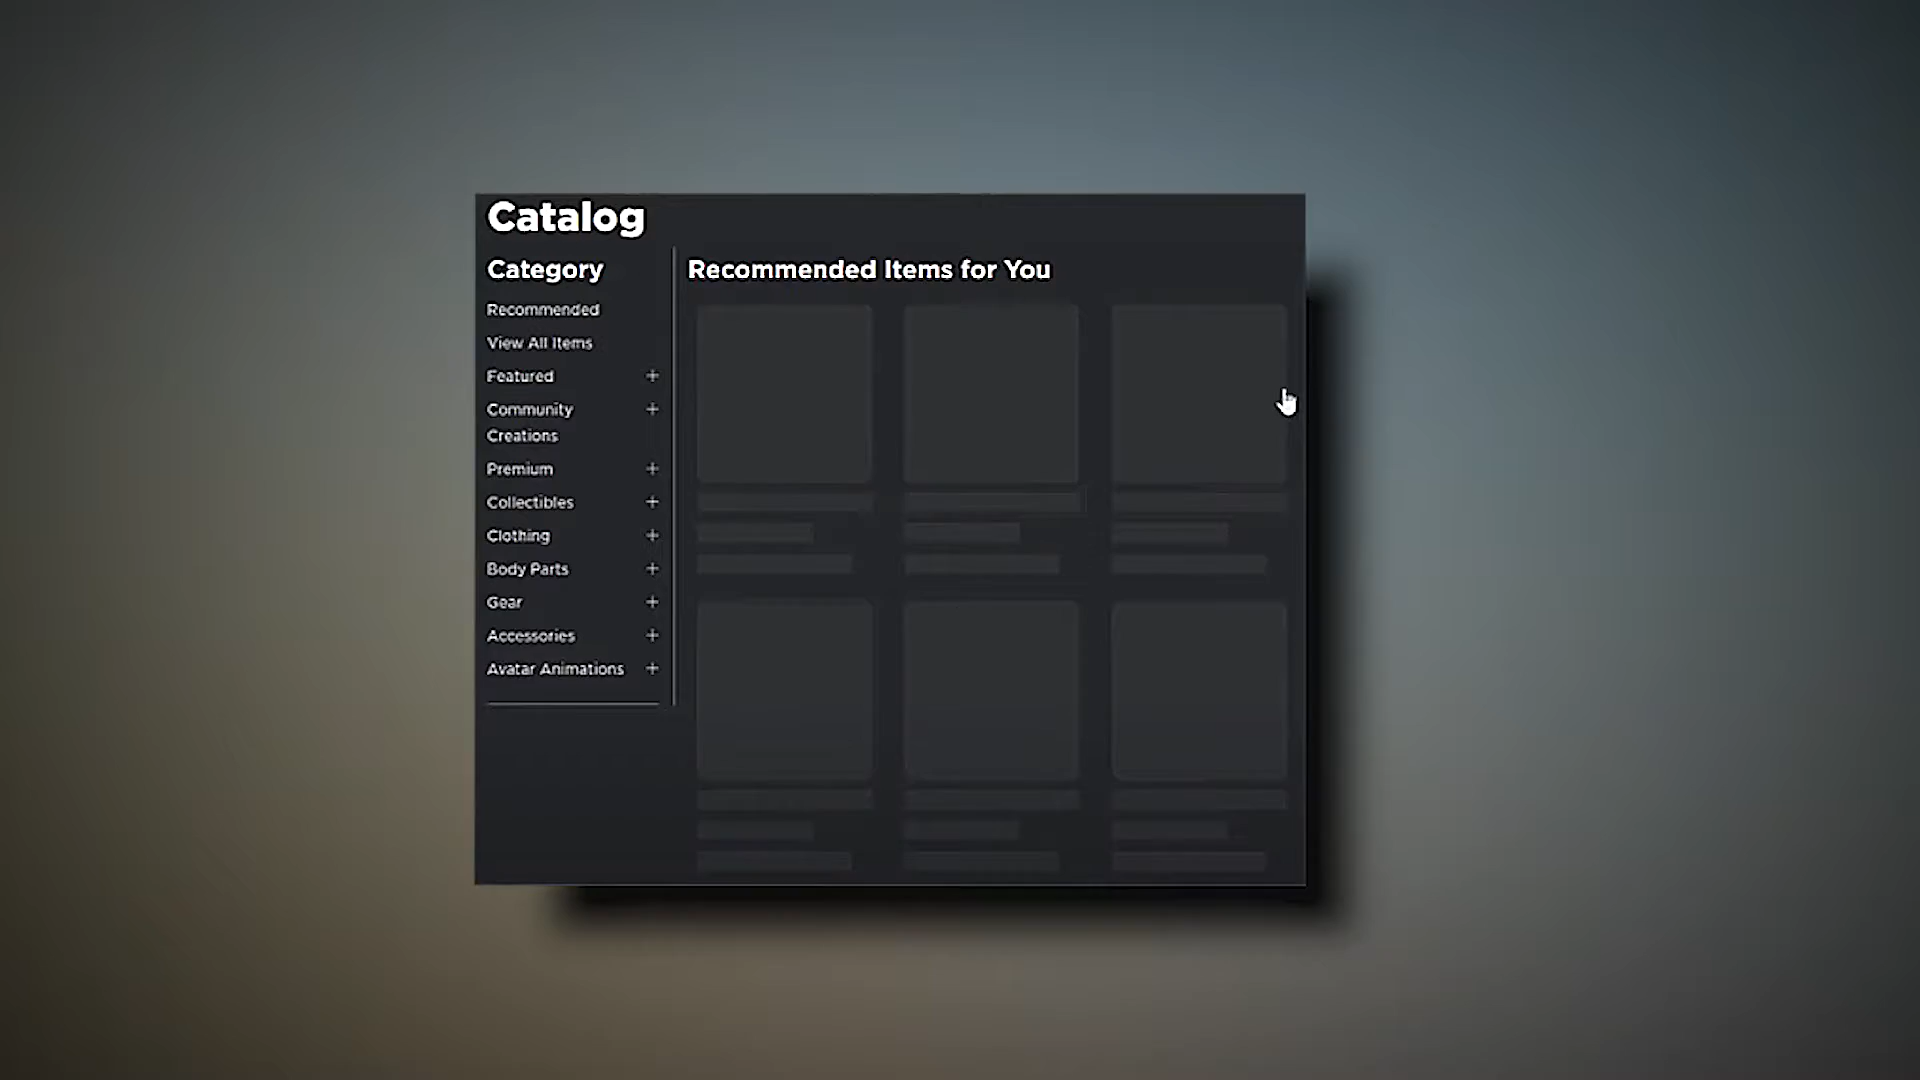 Catalog
Category
Recommended Items for You
Recommended
View All Items
Featured +
Community +
Creations
Premium +
Collectibles +
Clothing +
Body Parts +
Gear +
Accessories +
Avatar Animations +